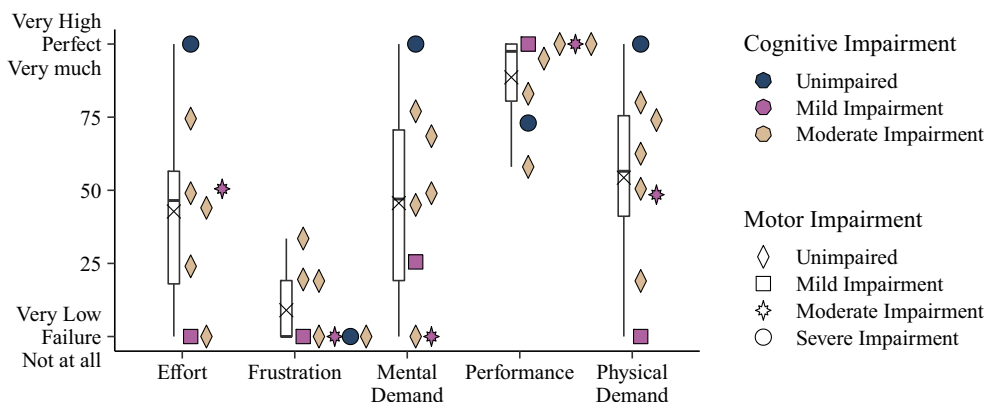 Very High
Perfect
Very much
75
50
25
Very Low
Failure
Not at all
Effort
Frustration
Mental
Demand
Performance
Physical
Demand
Cognitive Impairment
Unimpaired
Mild Impairment
Moderate Impairment
Motor Impairment
Unimpaired
Mild Impairment
Moderate Impairment
Severe Impairment